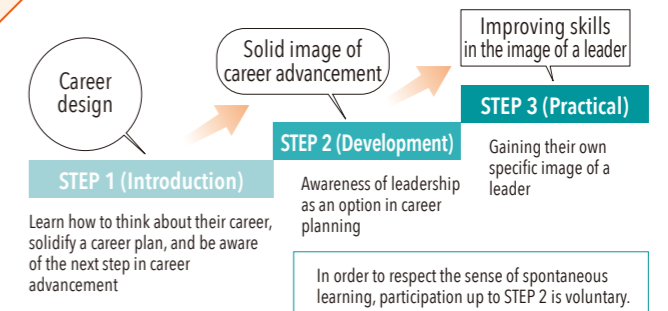 Career
design
STEP 1 (Introduction)
Learn how to think about their career,
solidify a career plan, and be aware
of the next step in career
advancement
Solid image of
career advancement
STEP 2 (Development)
Awareness of leadership
as an option in career
planning
Improving skills
in the image of a leader
STEP 3 (Practical)
Gaining their own
specific image of a
leader
In order to respect the sense of spontaneous
learning, participation up to STEP 2 is voluntary.